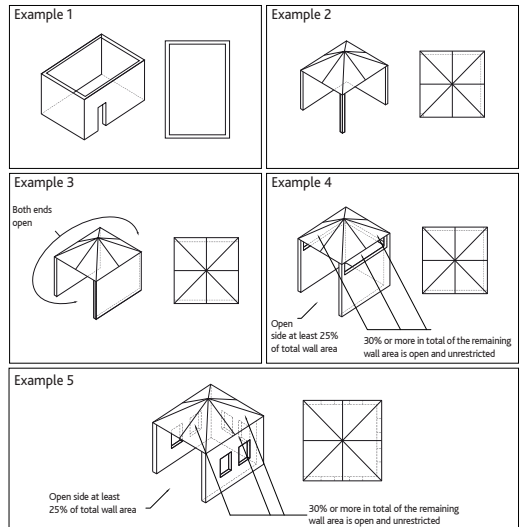 Example 1
Example 2
Example 3
Both ends
open
Example 4
Open
side at least 25%
of total wall area
30% or more in total of the remaining
wall area is open and unrestricted
Example 5
Open side at least
25% of total wall area
30% or more in total of the remaining
wall area is open and unrestricted